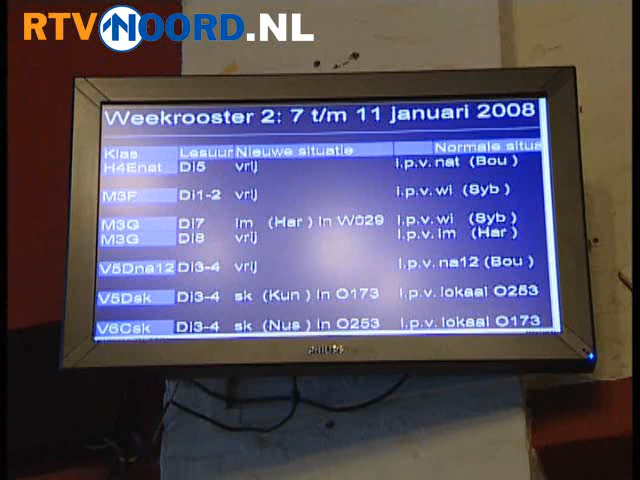 RTV NOORD.NL
Weekrooster 2: 7 t/m 11 januari 2008
Klas Lesuur Nieuwe situatie Normale situa
H4Enat Di5 vrij i.p.v. nat (Bou )
M3F Di1-2 vrij i.p.v. wi (Syb )
M3G Di7 lm (Har ) in W029 i.p.v. wi (Syb )
M3G Di8 vrij i.p.v. lm (Har )
V5Dna12 Di3-4 vrij i.p.v. na12 (Bou )
V5Dsk Di3-4 sk (Kun ) in O173 i.p.v. lokaal O253
V6Csk Di3-4 sk (Nus ) in O253 i.p.v. lokaal O173
PHILIPS